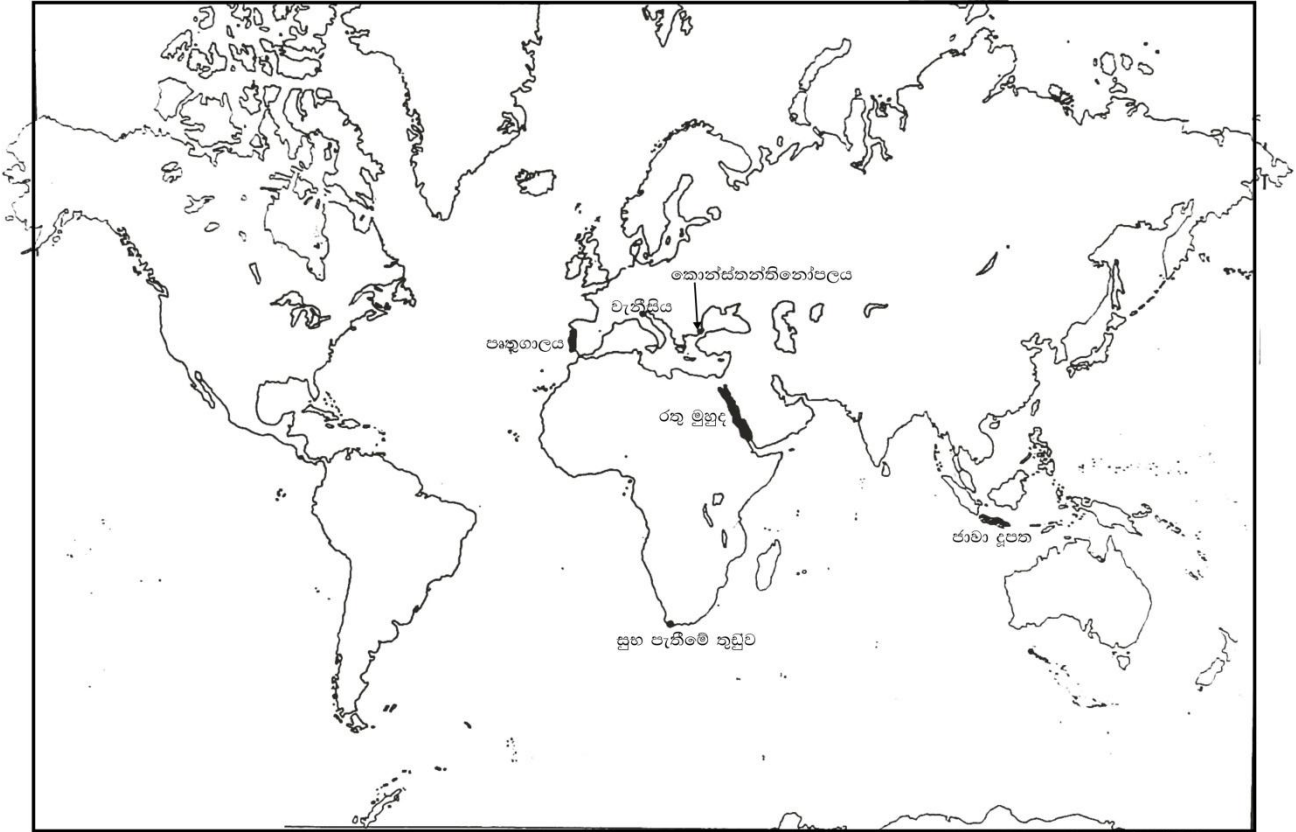 කොන්ස්තන්තිනෝපලය
වැනීසිය
පෘතුගාලය
රතු මුහුද
ජාවා දූපත
සුභ පැතීමේ තුඩුව